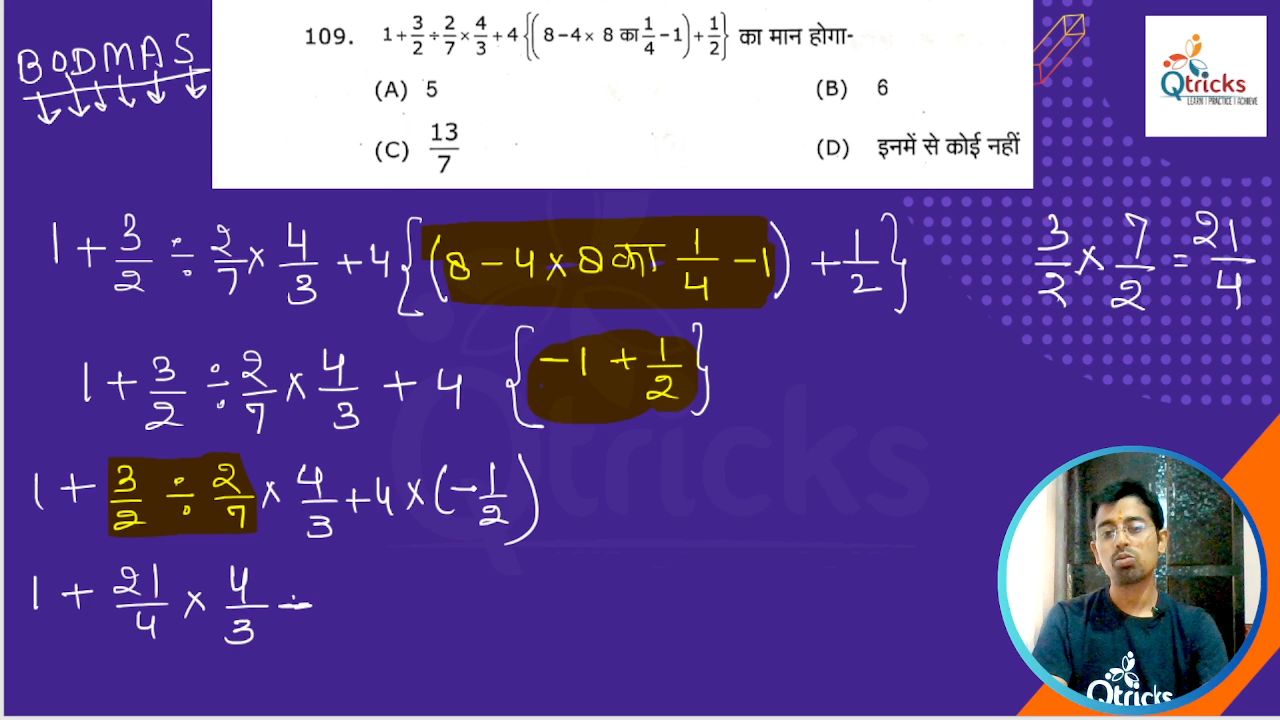 BODMAS
109. 1+3/2÷2/7×4/3+4{(8−4× 8 का1/4−1)+1/2} का मान होगा-
(A) 5
(B) 6
(C) 13/7
(D) इनमें से कोई नहीं
Qtricks
LEARN | PRACTICE | ACHIEVE
1 + 3/2 ÷ 2/7 × 4/3 + 4{(8 − 4 × 8 का 1/4 − 1) + 1/2}
3/2 × 7/2 = 21/4
1 + 3/2 ÷ 2/7 × 4/3 + 4 {−1 + 1/2}
Qtricks
1 + 3/2 ÷ 2/7 × 4/3 + 4 × (−1/2)
1 + 21/4 × 4/3 −
Qtricks